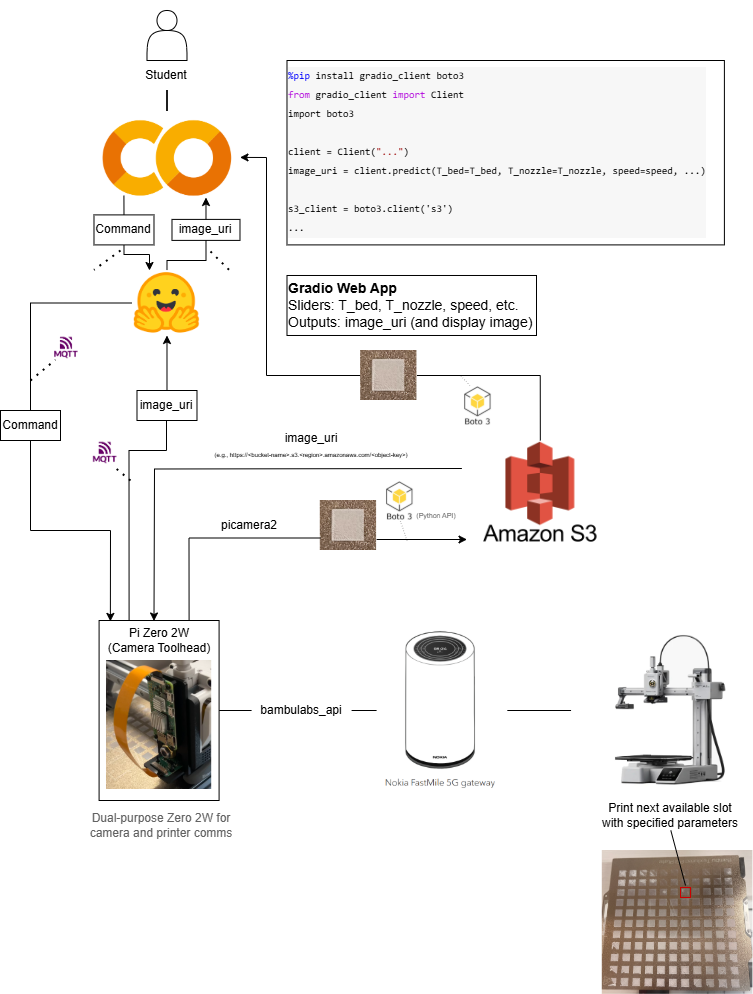 Student
%pip install gradio_client boto3
from gradio_client import Client
import boto3
client = Client("...")
image_uri = client.predict(T_bed=T_bed, T_nozzle=T_nozzle, speed=speed, ...)
s3_client = boto3.client('s3')
...
Command
image_uri
Gradio Web App
Sliders: T_bed, T_nozzle, speed, etc.
Outputs: image_uri (and display image)
MQTT
image_uri
Command
MQTT
Boto 3
image_uri
(e.g., https://<bucket-name>.s3.<region>.amazonaws.com/<object-key>)
picamera2
Boto 3 (Python API)
Amazon S3
Pi Zero 2W
(Camera Toolhead)
bambulabs_api
NOKIA
Nokia FastMile 5G gateway
Dual-purpose Zero 2W for
camera and printer comms
Print next available slot
with specified parameters